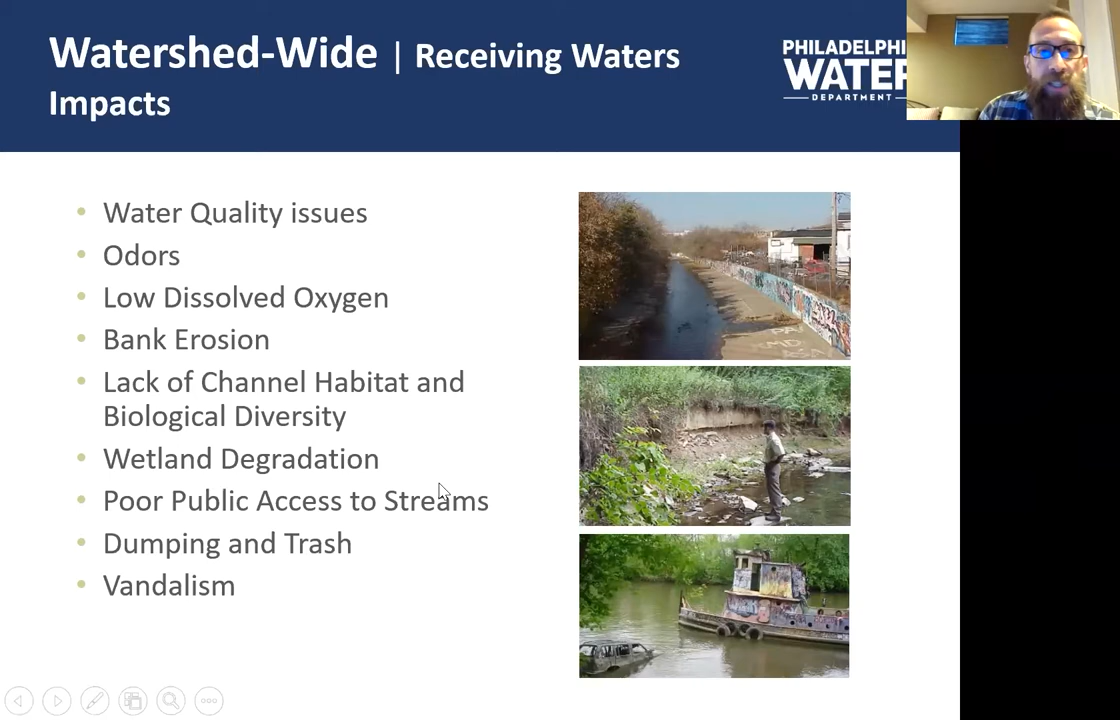 Watershed-Wide | Receiving Waters
Impacts
PHILADELPHI
WATER
DEPARTMENT
• Water Quality issues
• Odors
• Low Dissolved Oxygen
• Bank Erosion
• Lack of Channel Habitat and
Biological Diversity
• Wetland Degradation
• Poor Public Access to Streams
• Dumping and Trash
• Vandalism